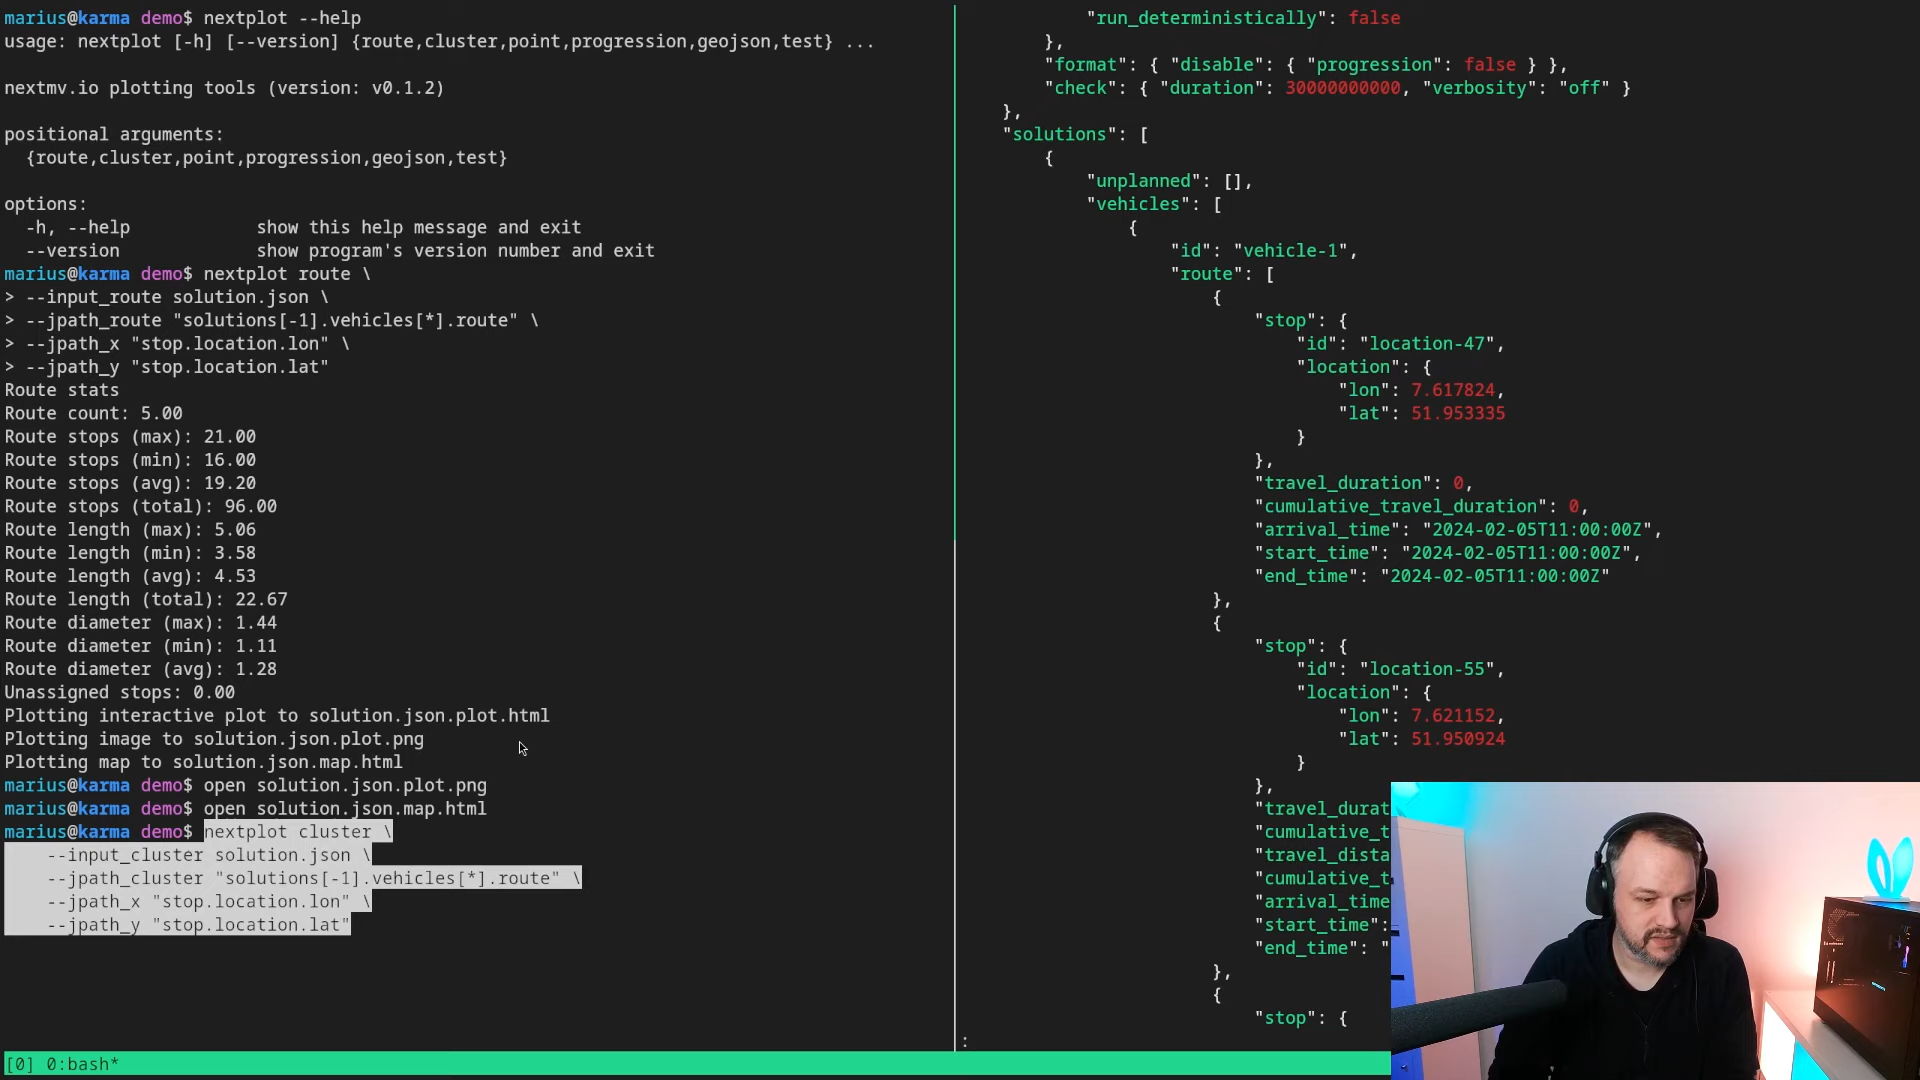 marius@karma demo$ nextplot --help
usage: nextplot [-h] [--version] {route,cluster,point,progression,geojson,test} ...
nextmv.io plotting tools (version: v0.1.2)
positional arguments:
{route,cluster,point,progression,geojson,test}
options:
-h, --help show this help message and exit
--version show program's version number and exit
marius@karma demo$ nextplot route \
> --input_route solution.json \
> --jpath_route "solutions[-1].vehicles[*].route" \
> --jpath_x "stop.location.lon" \
> --jpath_y "stop.location.lat"
Route stats
Route count: 5.00
Route stops (max): 21.00
Route stops (min): 16.00
Route stops (avg): 19.20
Route stops (total): 96.00
Route length (max): 5.06
Route length (min): 3.58
Route length (avg): 4.53
Route length (total): 22.67
Route diameter (max): 1.44
Route diameter (min): 1.11
Route diameter (avg): 1.28
Unassigned stops: 0.00
Plotting interactive plot to solution.json.plot.html
Plotting image to solution.json.plot.png
Plotting map to solution.json.map.html
marius@karma demo$ open solution.json.plot.png
marius@karma demo$ open solution.json.map.html
marius@karma demo$ nextplot cluster \
--input_cluster solution.json \
--jpath_cluster "solutions[-1].vehicles[*].route" \
--jpath_x "stop.location.lon" \
--jpath_y "stop.location.lat"
"run_deterministically": false
},
"format": { "disable": { "progression": false } },
"check": { "duration": 30000000000, "verbosity": "off" }
},
"solutions": [
{
"unplanned": [],
"vehicles": [
{
"id": "vehicle-1",
"route": [
{
"stop": {
"id": "location-47",
"location": {
"lon": 7.617824,
"lat": 51.953335
}
},
"travel_duration": 0,
"cumulative_travel_duration": 0,
"arrival_time": "2024-02-05T11:00:00Z",
"start_time": "2024-02-05T11:00:00Z",
"end_time": "2024-02-05T11:00:00Z"
},
{
"stop": {
"id": "location-55",
"location": {
"lon": 7.621152,
"lat": 51.950924
}
},
"travel_durat
"cumulative_t
"travel_dista
"cumulative_t
"arrival_time
"start_time":
"end_time": "
},
{
"stop": {
:
[0] 0:bash*